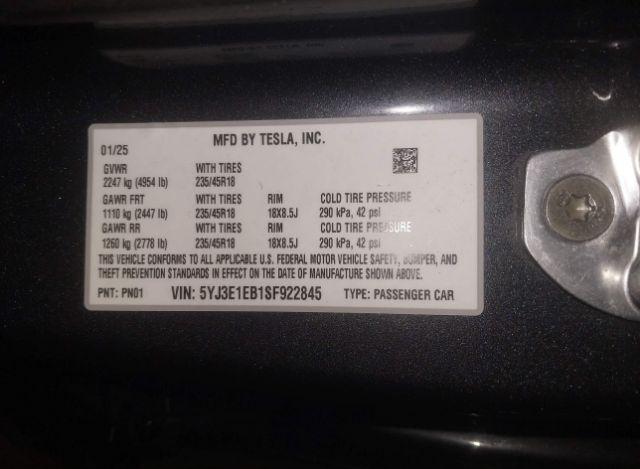 MFD BY TESLA, INC.
01/25
GVWR WITH TIRES
2247 kg (4954 lb) 235/45R18
GAWR FRT WITH TIRES RIM COLD TIRE PRESSURE
1110 kg (2447 lb) 235/45R18 18X8.5J 290 kPa, 42 psi
GAWR RR WITH TIRES RIM COLD TIRE PRESSURE
1260 kg (2778 lb) 235/45R18 18X8.5J 290 kPa, 42 psi
THIS VEHICLE CONFORMS TO ALL APPLICABLE U.S. FEDERAL MOTOR VEHICLE SAFETY, BUMPER, AND
THEFT PREVENTION STANDARDS IN EFFECT ON THE DATE OF MANUFACTURE SHOWN ABOVE.
PNT: PN01 VIN: 5YJ3E1EB1SF922845 TYPE: PASSENGER CAR